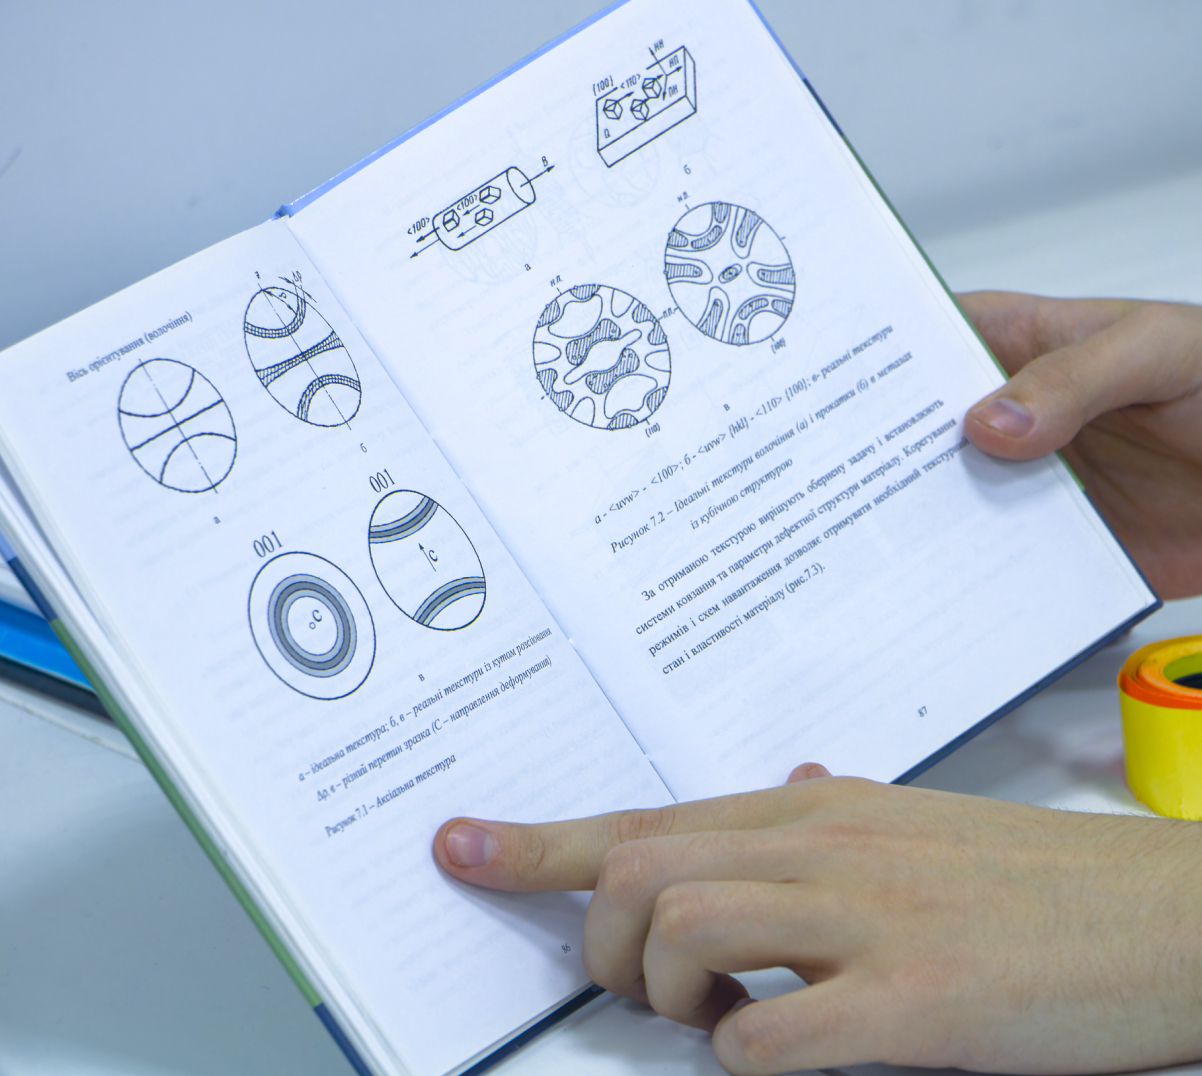 Вісь орієнтування (волочіння)
z
Δρ
а
б
001
001
С
С
в
а – ідеальна текстура; б, в – реальні текстури із кутом розсіювання
Δρ, в – різний перетин зразка (С – направлення деформування)
Рисунок 7.1 – Аксіальна текстура
86
<100>
<100>
В
а
{100}
<110>
НН
НП
ПН
П
б
н.п.
н.п.
п.н.
{110}
{100}
в
а - <uvw> - <100>; б - <uvw> {hkl} - <110> {100}; в- реальні текстури
Рисунок 7.2 – Ідеальні текстури волочіння (а) і прокатки (б) в металах
із кубічною структурою
За отриманою текстурою вирішують обернену задачу і встановлюють
системи ковзання та параметри дефектної структури матеріалу. Корегування
режимів і схем навантаження дозволяє отримувати необхідний текстурний
стан і властивості матеріалу (рис.7.3).
87